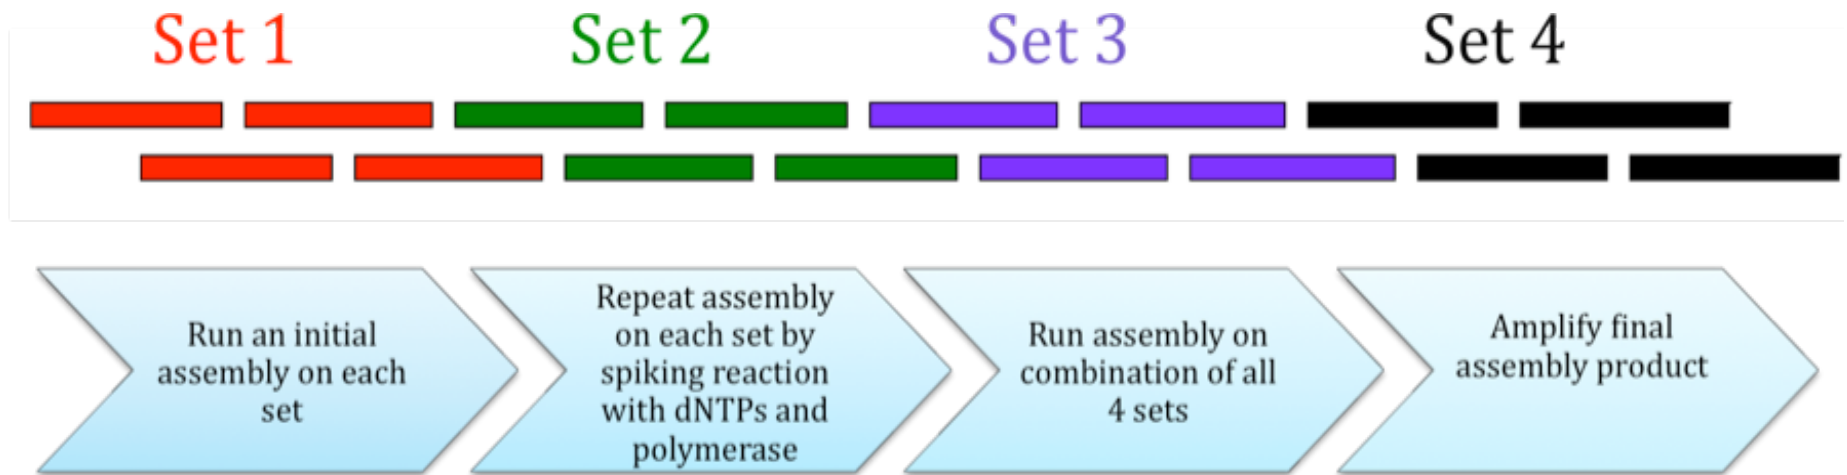 Set 1
Set 2
Set 3
Set 4
Run an initial
assembly on each
set
Repeat assembly
on each set by
spiking reaction
with dNTPs and
polymerase
Run assembly on
combination of all
4 sets
Amplify final
assembly product